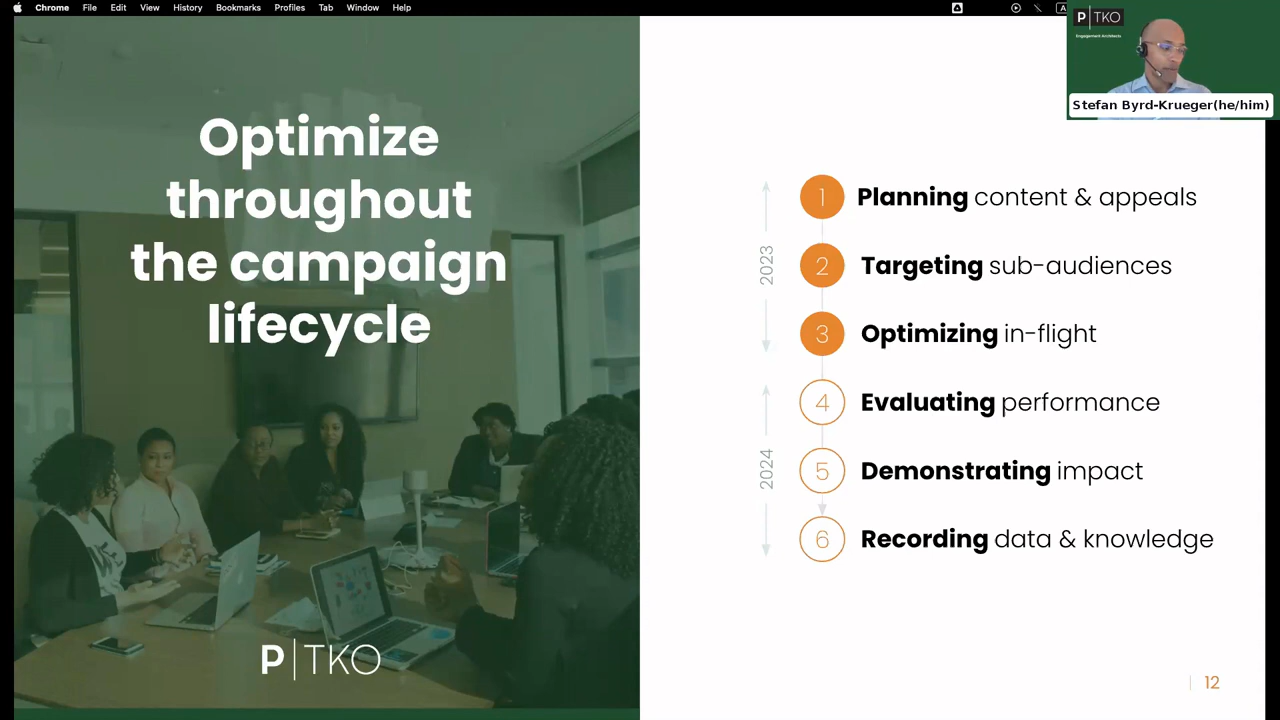 Chrome File Edit View History Bookmarks Profiles Tab Window Help
P TKO
Engagement Architects
Stefan Byrd-Krueger(he/him)
Optimize
throughout
the campaign
lifecycle
P|TKO
2023
1 Planning content & appeals
2 Targeting sub-audiences
3 Optimizing in-flight
2024
4 Evaluating performance
5 Demonstrating impact
6 Recording data & knowledge
12